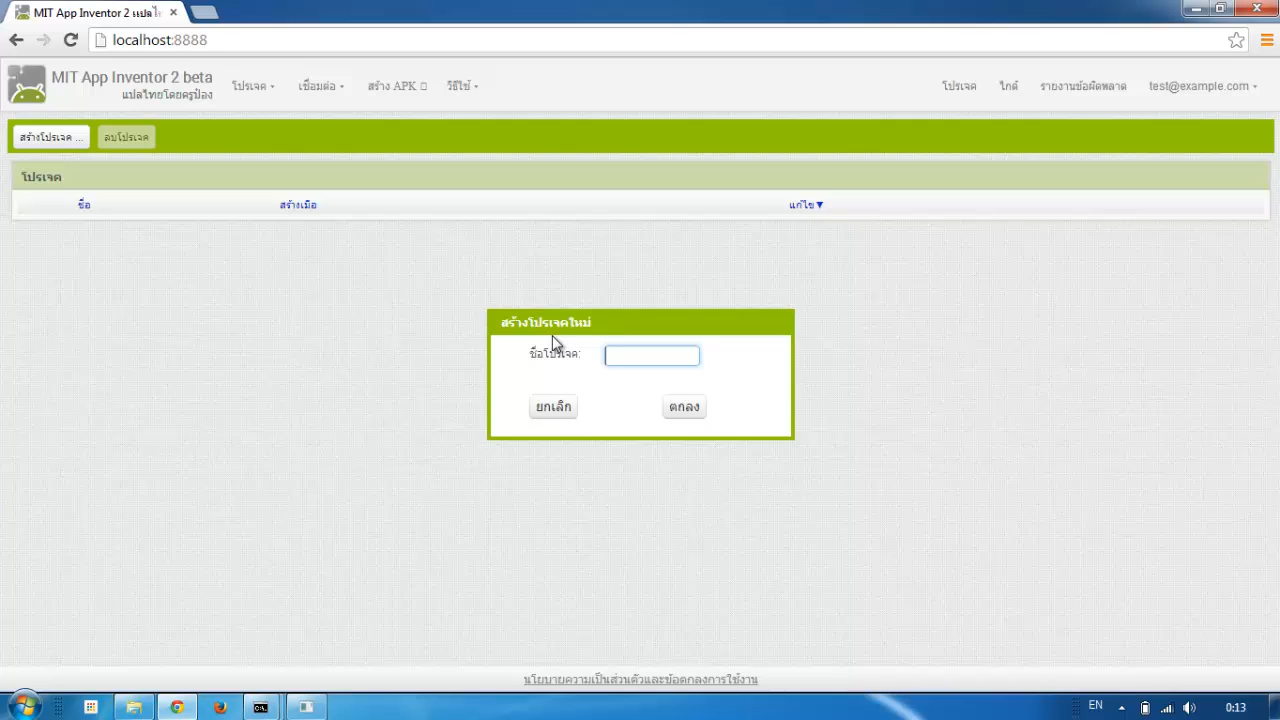 MIT App Inventor 2 แปลไ
localhost:8888
MIT App Inventor 2 beta
แปลไทยโดยครูป้อง
โปรเจค
เชื่อมต่อ
สร้าง APK
วิธีใช้
โปรเจค
ไกด์
รายงานข้อผิดพลาด
test@example.com
สร้างโปรเจค ...
ลบโปรเจค
โปรเจค
ชื่อ
สร้างเมื่อ
แก้ไข▼
สร้างโปรเจคใหม่
ชื่อโปรเจค:
ยกเลิก
ตกลง
นโยบายความเป็นส่วนตัวและข้อตกลงการใช้งาน
EN
0:13